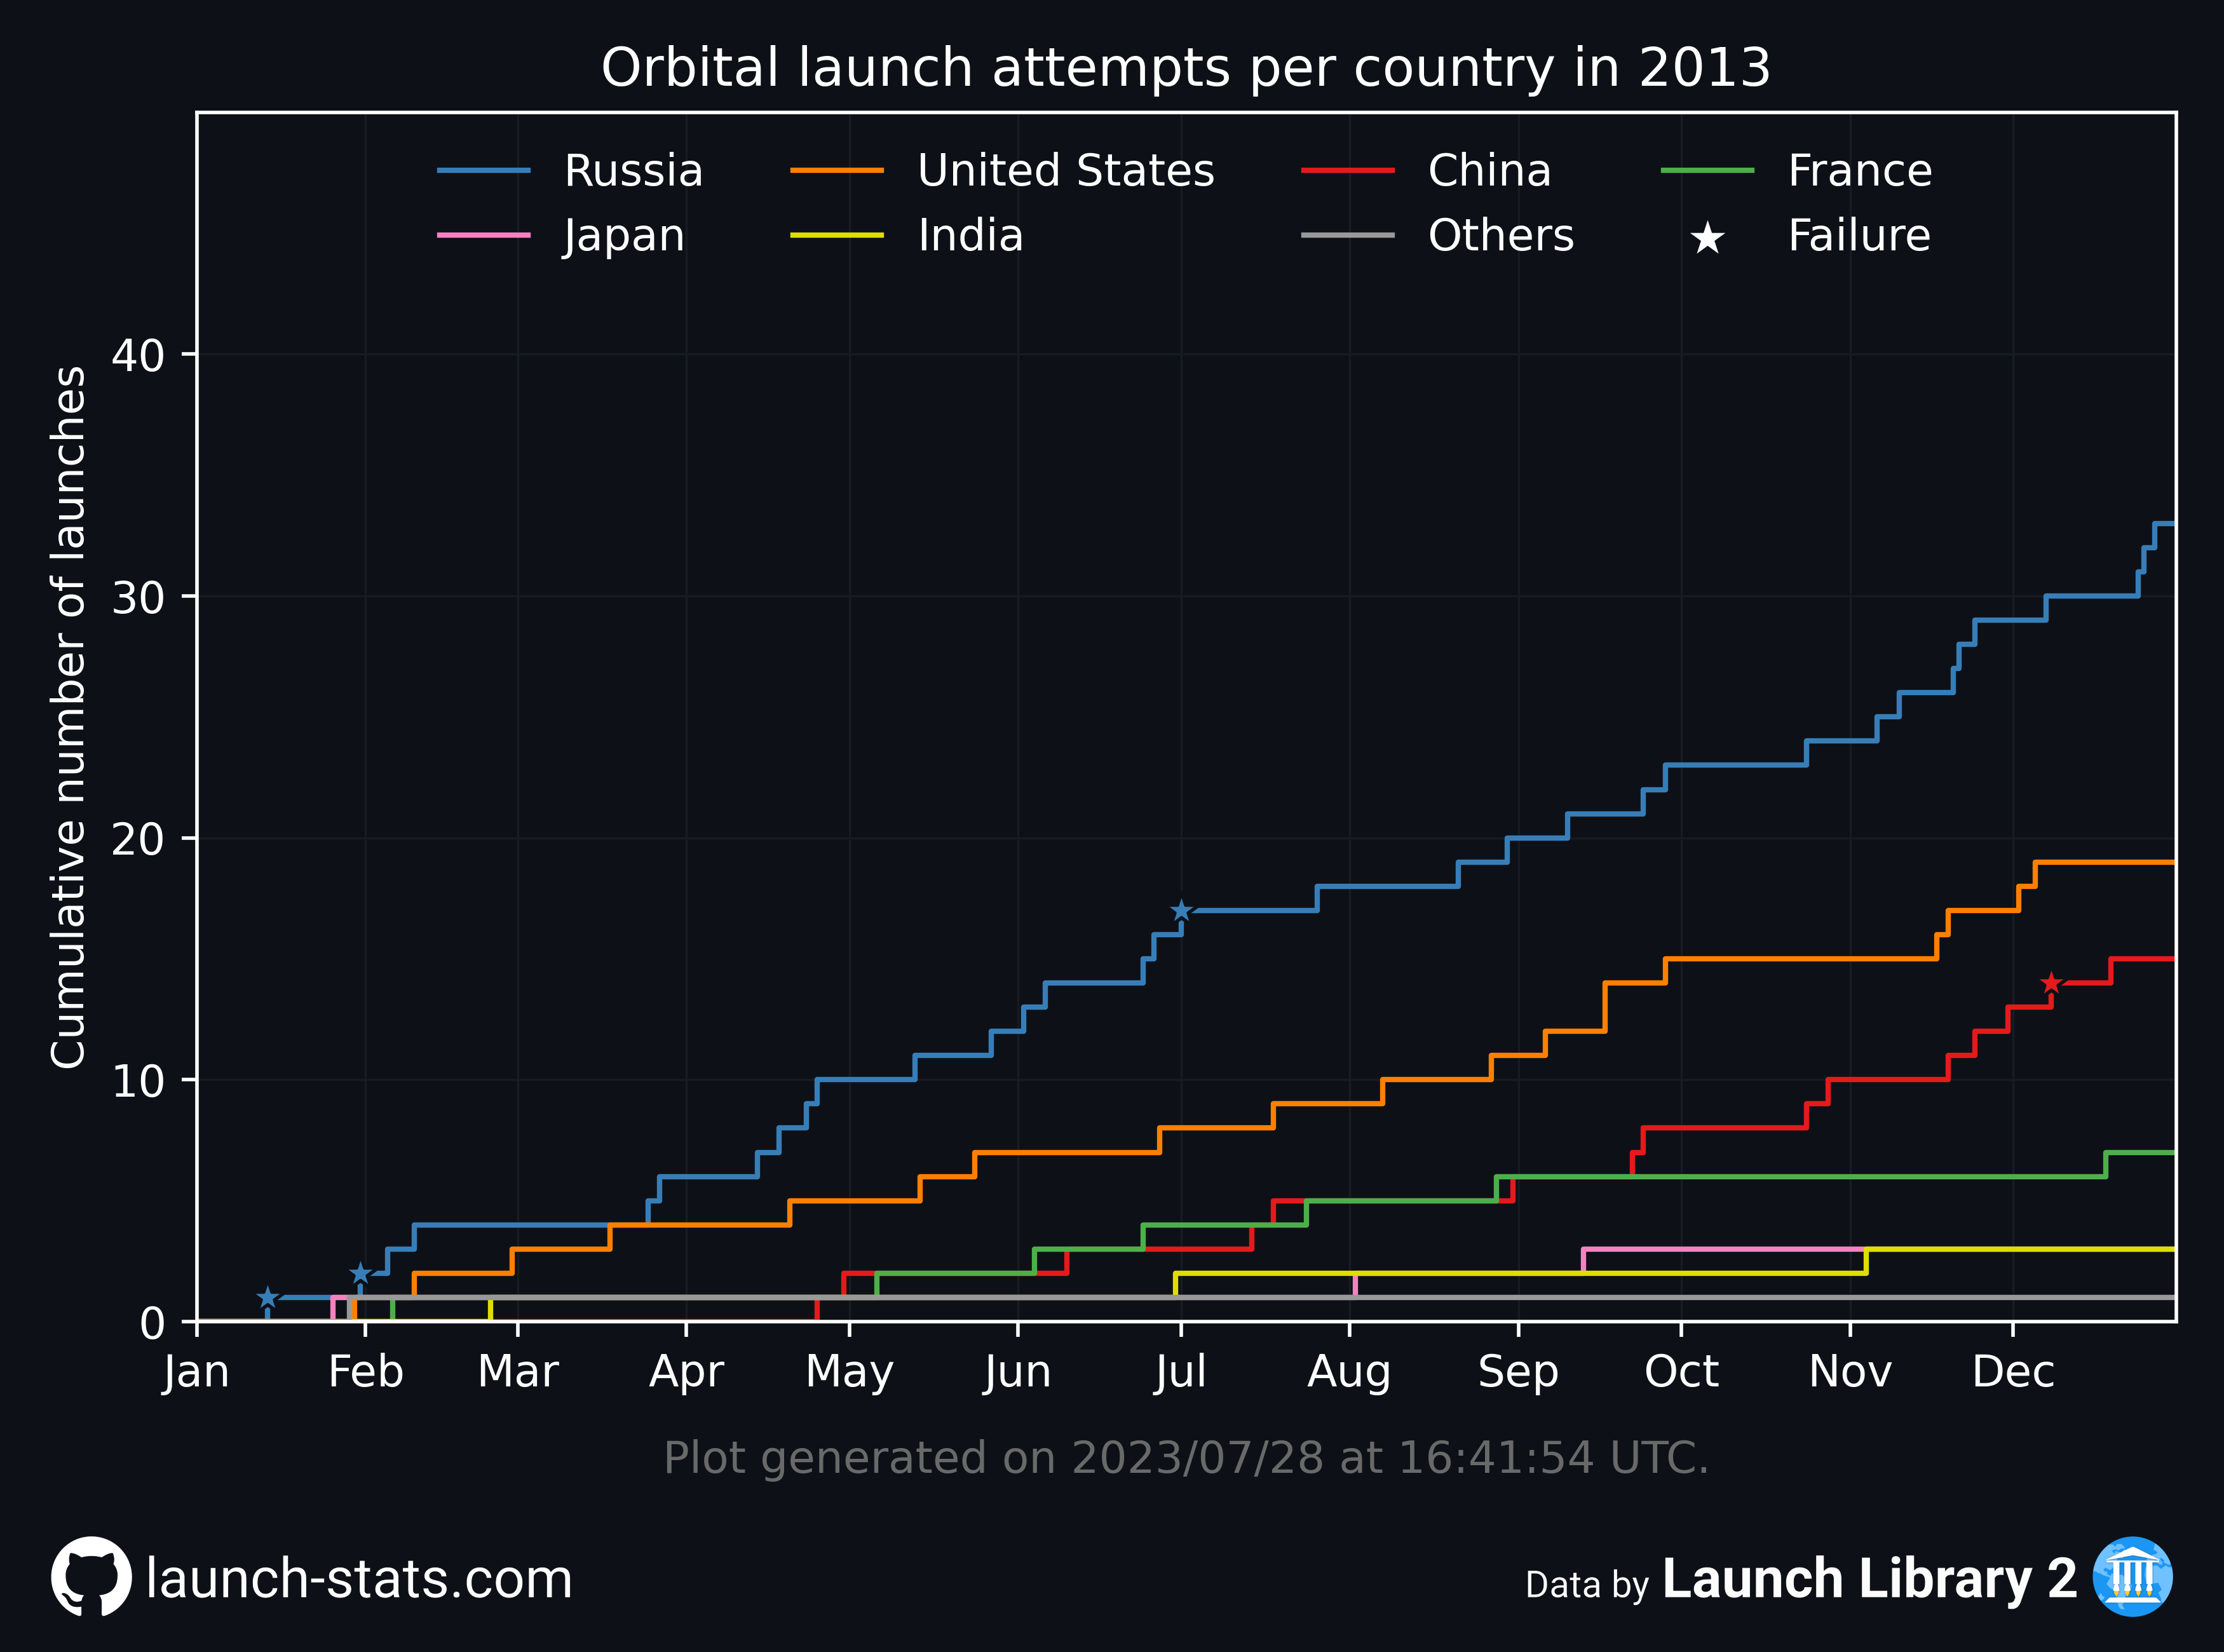 Orbital launch attempts per country in 2013
Russia United States China France
Japan India Others Failure
Cumulative number of launches
40
30
20
10
0
Jan Feb Mar Apr May Jun Jul Aug Sep Oct Nov Dec
Plot generated on 2023/07/28 at 16:41:54 UTC.
launch-stats.com
Data by Launch Library 2